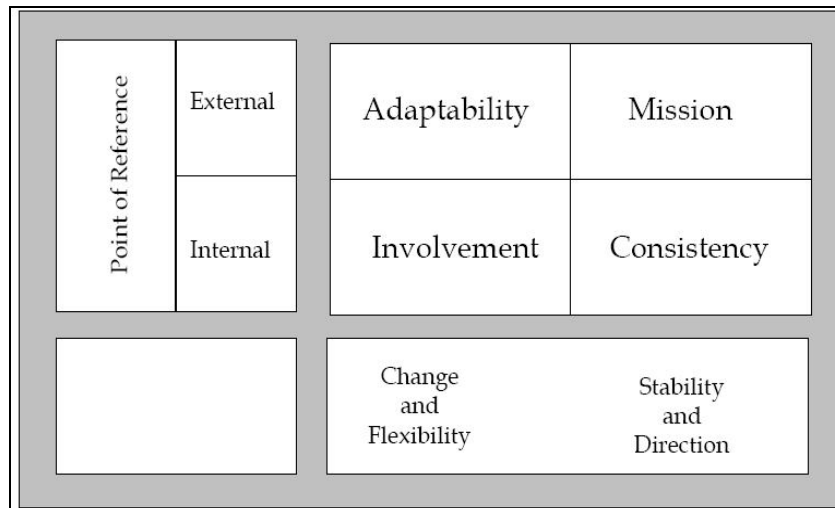 Point of Reference
External
Adaptability
Mission
Internal
Involvement
Consistency
Change
and
Flexibility
Stability
and
Direction